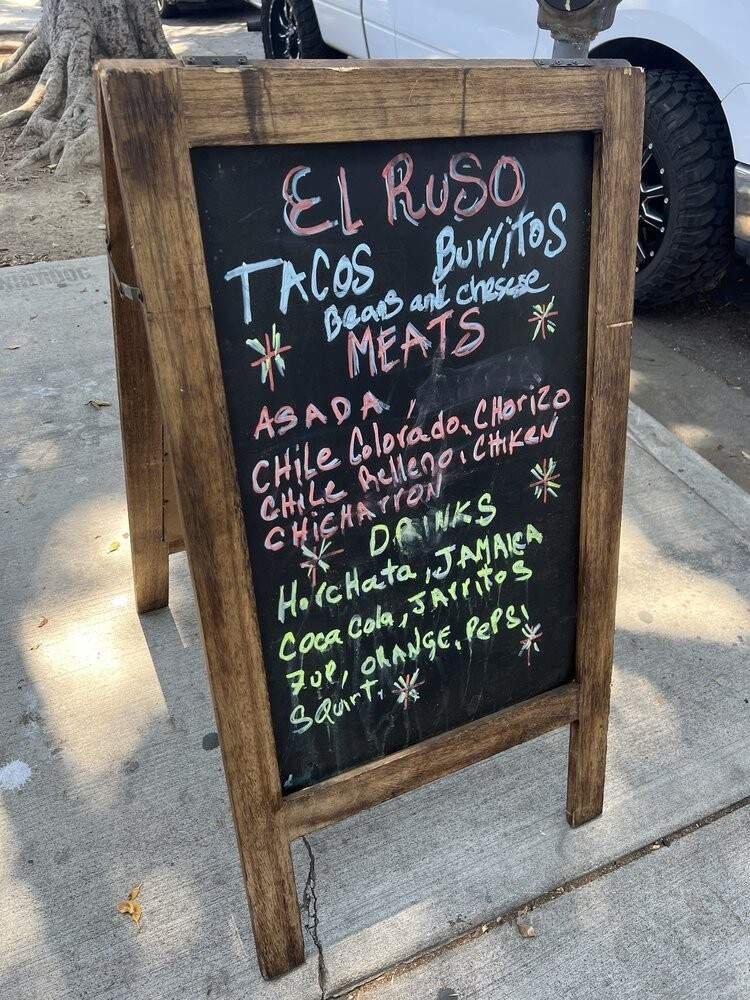 EL RUSO
TACOS BurritoS
Beans and chesese
MEATS
ASADA,
CHiLe Colorado, CHorizo
CHiLe Relleno, CHiKEN
CHiCHArrON
DRiNKS
Horchata, JAMAiCA
Coca Cola, JArritoS
7up, orANGE, PePSi
SQuirt,